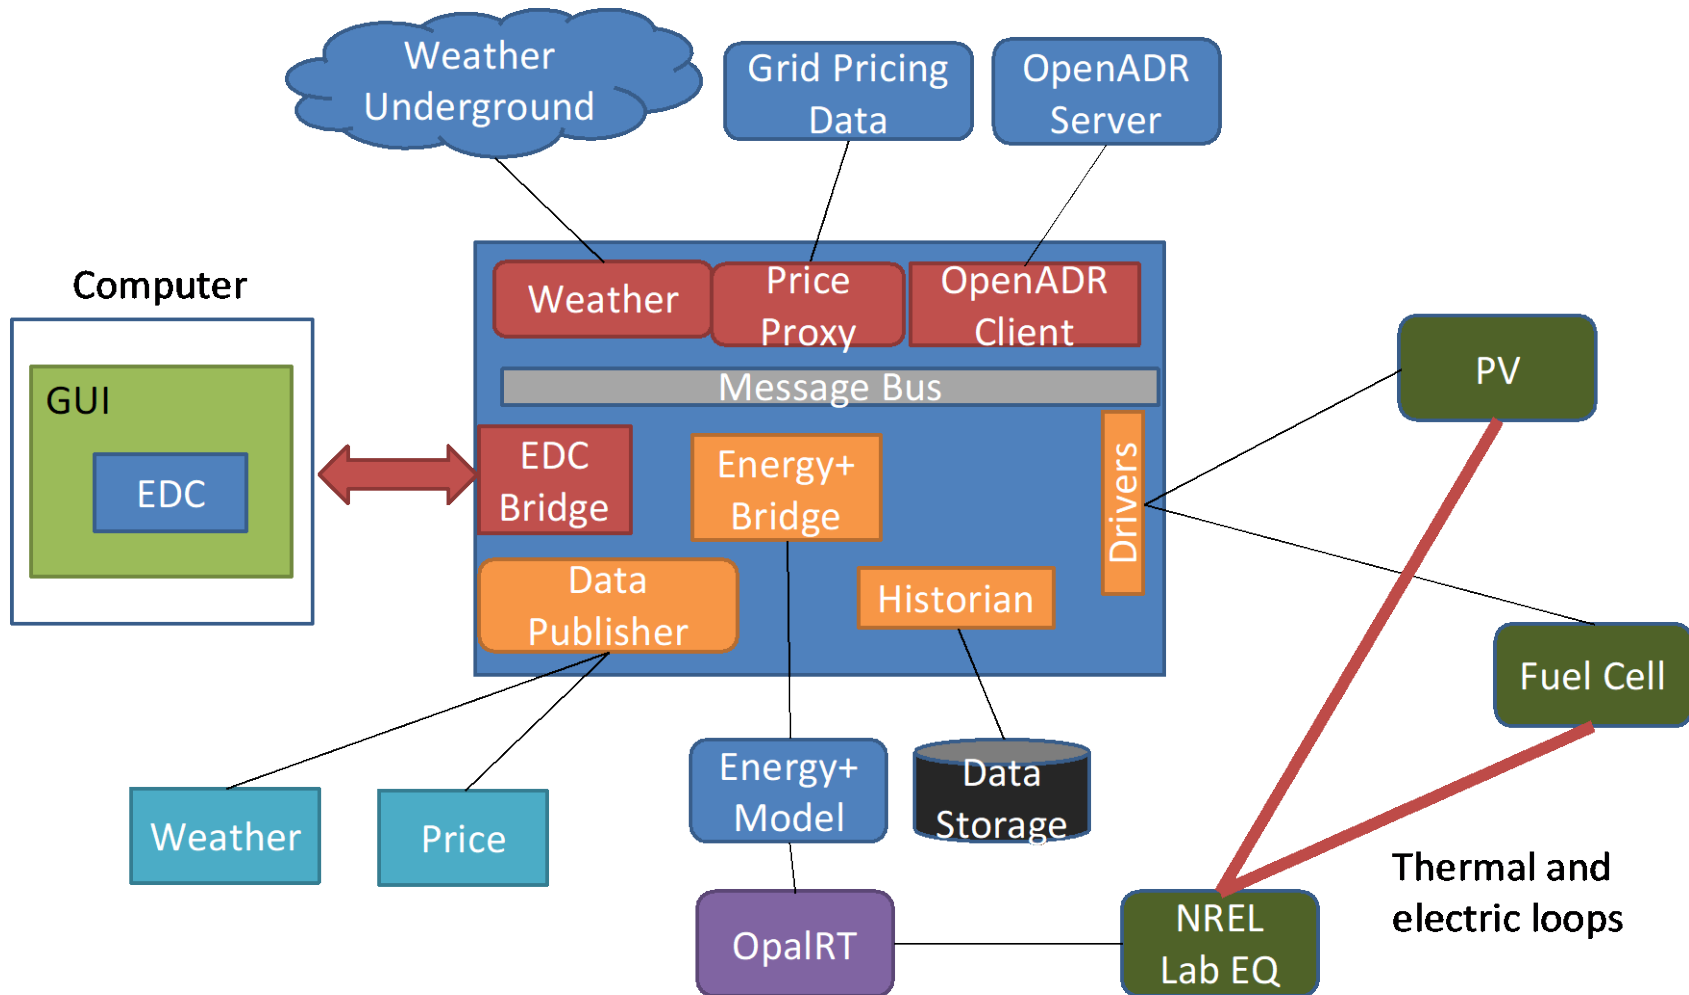 Weather
Underground
Grid Pricing
Data
OpenADR
Server
Computer
Weather
Price
Proxy
OpenADR
Client
Message Bus
GUI
EDC
EDC
Bridge
Energy+
Bridge
Drivers
PV
Data
Publisher
Historian
Fuel Cell
Weather
Price
Energy+
Model
Data
Storage
Thermal and
electric loops
OpalRT
NREL
Lab EQ